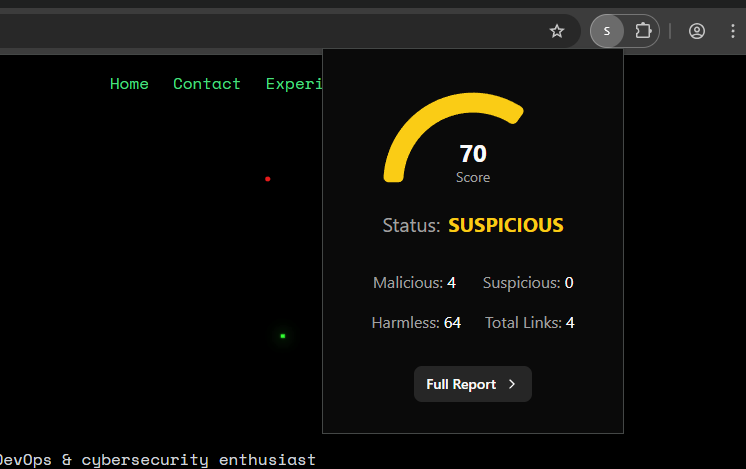 S
Home Contact Experi
70
Score
Status: SUSPICIOUS
Malicious: 4 Suspicious: 0
Harmless: 64 Total Links: 4
Full Report
DevOps & cybersecurity enthusiast